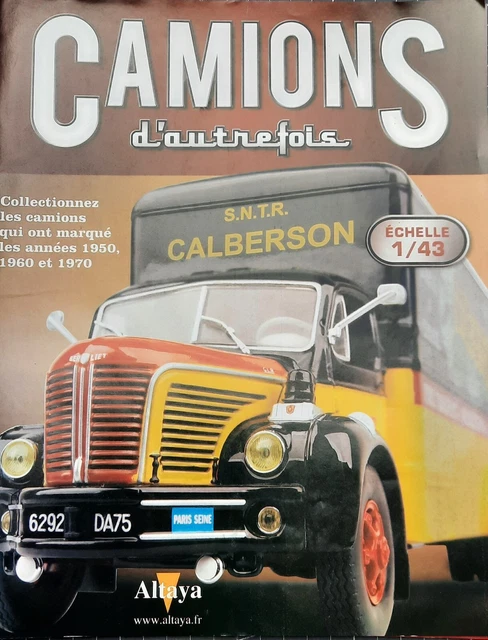 CAMIONS
d'autrefois
Collectionnez
les camions
qui ont marqué
les années 1950,
1960 et 1970
S.N.T.R.
CALBERSON
ÉCHELLE
1/43
BERLIET
6292 DA75
PARIS SEINE
Altaya
www.altaya.fr